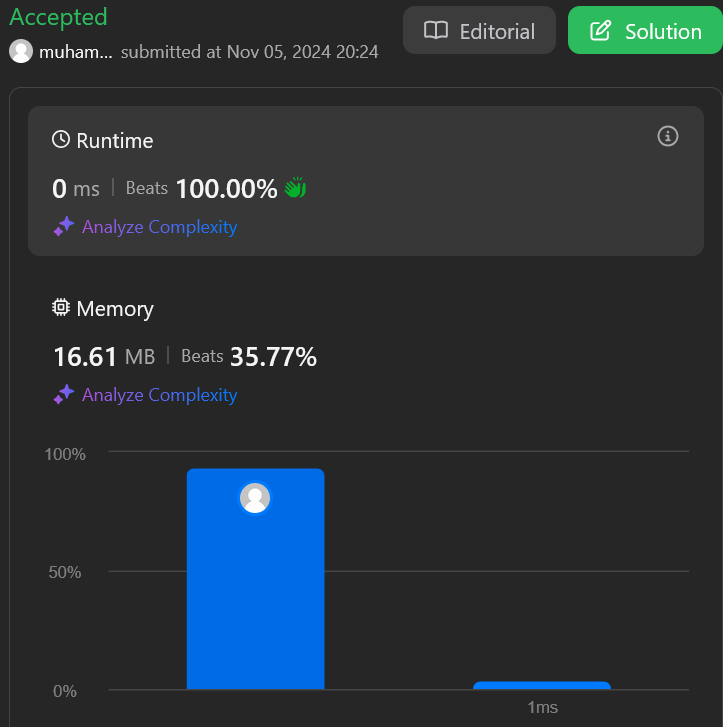 Accepted
muham... submitted at Nov 05, 2024 20:24
Editorial
Solution
Runtime
0 ms | Beats 100.00%
Analyze Complexity
Memory
16.61 MB | Beats 35.77%
Analyze Complexity
100%
50%
0%
1ms